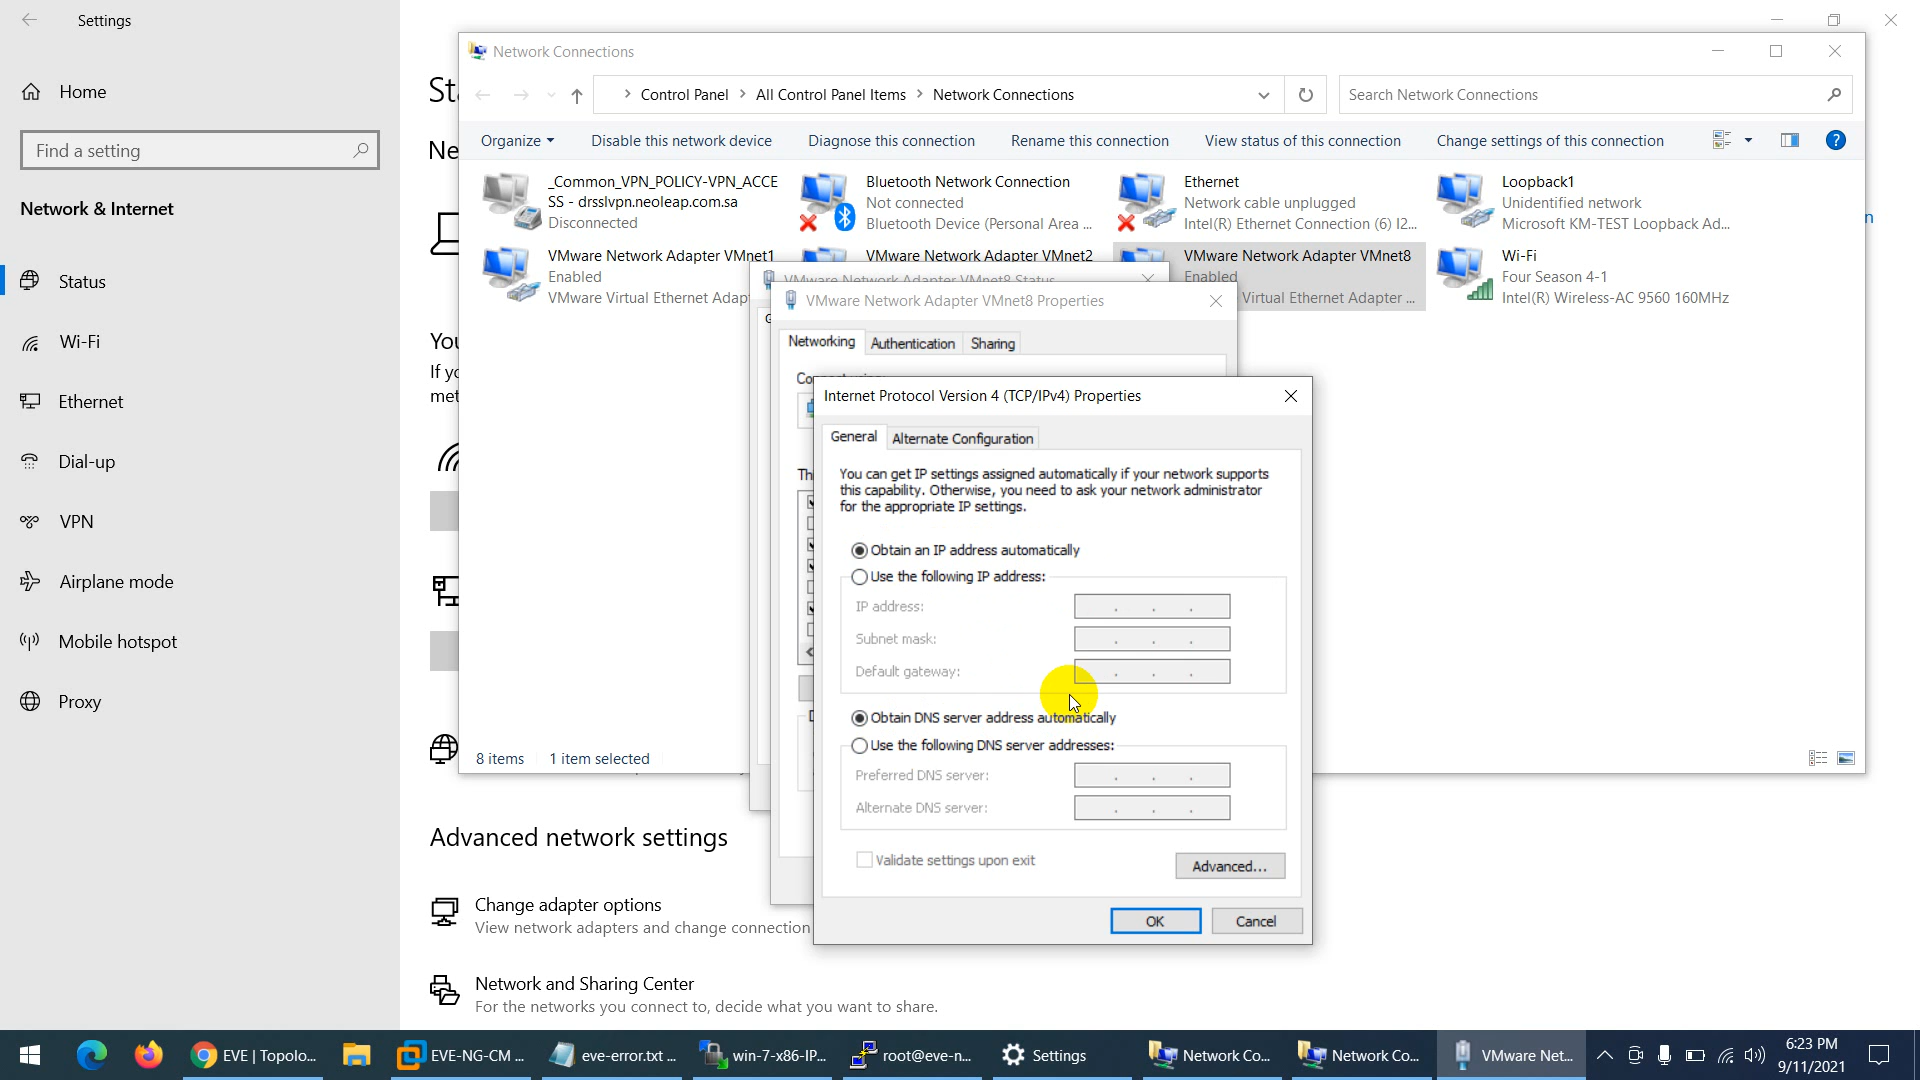 Settings
Home
Find a setting
Network & Internet
Status
Wi-Fi
Ethernet
Dial-up
VPN
Airplane mode
Mobile hotspot
Proxy
Network Connections
Control Panel > All Control Panel Items > Network Connections
Search Network Connections
Organize
Disable this network device
Diagnose this connection
Rename this connection
View status of this connection
Change settings of this connection
_Common_VPN_POLICY-VPN_ACCE
SS - drsslvpn.neoleap.com.sa
Disconnected
Bluetooth Network Connection
Not connected
Bluetooth Device (Personal Area ...
Ethernet
Network cable unplugged
Intel(R) Ethernet Connection (6) I2...
Loopback1
Unidentified network
Microsoft KM-TEST Loopback Ad...
VMware Network Adapter VMnet1
Enabled
VMware Virtual Ethernet Adap
VMware Network Adapter VMnet2
VMware Network Adapter VMnet8
Enabled
Virtual Ethernet Adapter ...
Wi-Fi
Four Season 4-1
Intel(R) Wireless-AC 9560 160MHz
VMware Network Adapter VMnet8 Status
VMware Network Adapter VMnet8 Properties
Networking
Authentication
Sharing
Internet Protocol Version 4 (TCP/IPv4) Properties
General
Alternate Configuration
You can get IP settings assigned automatically if your network supports
this capability. Otherwise, you need to ask your network administrator
for the appropriate IP settings.
Obtain an IP address automatically
Use the following IP address:
IP address:
Subnet mask:
Default gateway:
Obtain DNS server address automatically
Use the following DNS server addresses:
Preferred DNS server:
Alternate DNS server:
Validate settings upon exit
Advanced...
OK
Cancel
8 items
1 item selected
If yo
met
Advanced network settings
Change adapter options
View network adapters and change connection
Network and Sharing Center
For the networks you connect to, decide what you want to share.
EVE | Topolo...
EVE-NG-CM ...
eve-error.txt ...
win-7-x86-IP...
root@eve-n...
Settings
Network Co...
Network Co...
VMware Net...
6:23 PM
9/11/2021